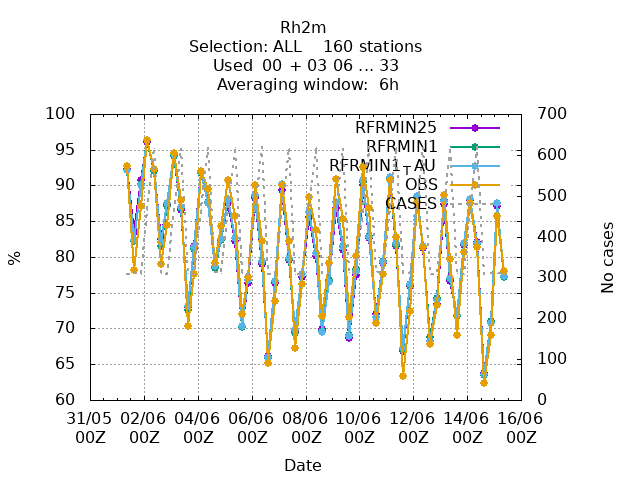 Rh2m
Selection: ALL 160 stations
Used 00 + 03 06 ... 33
Averaging window: 6h
100
95
90
85
80
75
70
65
60
%
700
600
500
400
300
200
100
0
No cases
RFRMIN25
RFRMIN1
RFRMIN1_AU
OBS
CASES
31/05 02/06 04/06 06/06 08/06 10/06 12/06 14/06 16/06
00Z 00Z 00Z 00Z 00Z 00Z 00Z 00Z 00Z
Date